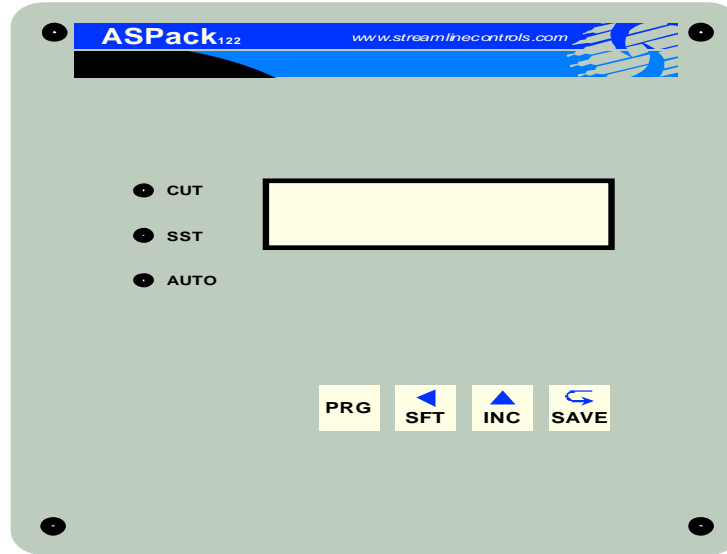 ASPack122 www.streamlinecontrols.com
CUT
SST
AUTO
PRG SFT INC SAVE